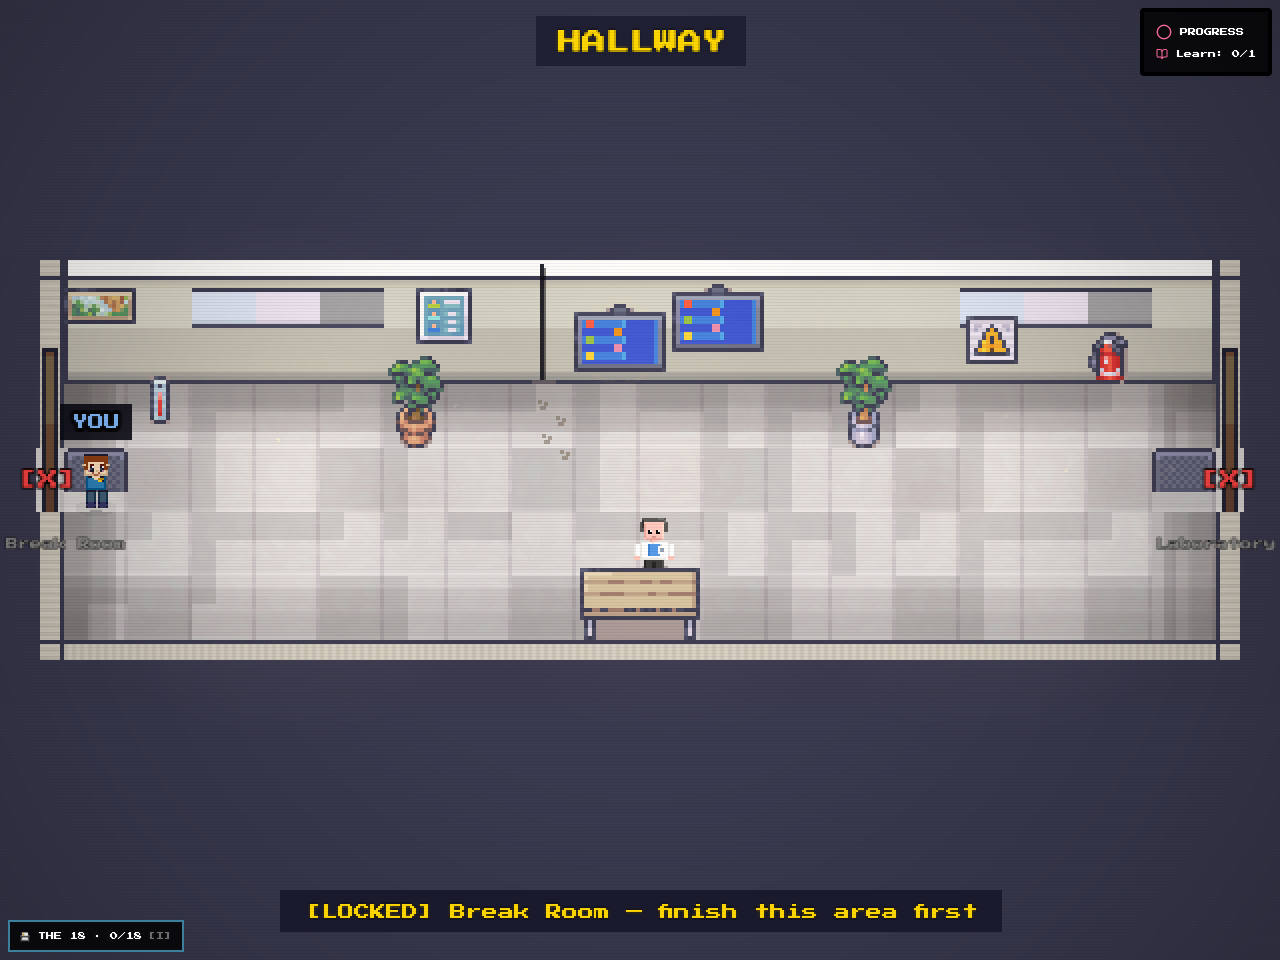 HALLWAY
PROGRESS
Learn: 0/1
YOU
[X]
[X]
Break Room
Laboratory
[LOCKED] Break Room — finish this area first
THE 18 · 0/18 [I]